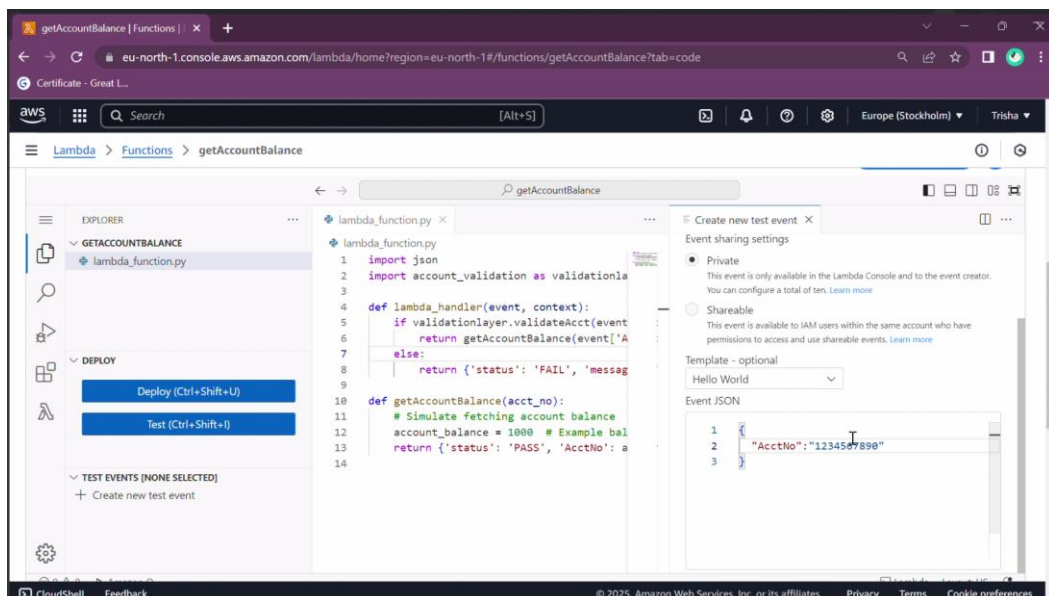 getAccountBalance | Functions |
eu-north-1.console.aws.amazon.com/lambda/home?region=eu-north-1#/functions/getAccountBalance?tab=code
Certificate - Great L...
aws
Search
[Alt+S]
Europe (Stockholm)
Trisha
Lambda > Functions > getAccountBalance
getAccountBalance
EXPLORER
GETACCOUNTBALANCE
lambda_function.py
DEPLOY
Deploy (Ctrl+Shift+U)
Test (Ctrl+Shift+I)
TEST EVENTS [NONE SELECTED]
+ Create new test event
lambda_function.py
lambda_function.py
1 import json
2 import account_validation as validationla
3
4 def lambda_handler(event, context):
5 if validationlayer.validateAcct(event
6 return getAccountBalance(event['A
7 else:
8 return {'status': 'FAIL', 'messag
9
10 def getAccountBalance(acct_no):
11 # Simulate fetching account balance
12 account_balance = 1000 # Example bal
13 return {'status': 'PASS', 'AcctNo': a
14
Create new test event
Event sharing settings
Private
This event is only available in the Lambda Console and to the event creator.
You can configure a total of ten. Learn more
Shareable
This event is available to IAM users within the same account who have
permissions to access and use shareable events. Learn more
Template - optional
Hello World
Event JSON
1 {
2 "AcctNo":"1234567890"
3 }
CloudShell Feedback
© 2025, Amazon Web Services, Inc. or its affiliates. Privacy Terms Cookie preferences